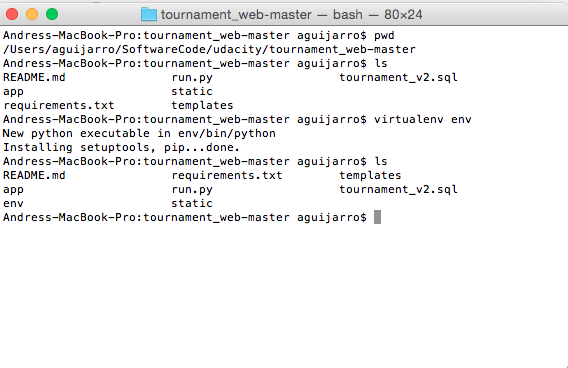 tournament_web-master — bash — 80×24
Andress-MacBook-Pro:tournament_web-master aguijarro$ pwd
/Users/aguijarro/SoftwareCode/udacity/tournament_web-master
Andress-MacBook-Pro:tournament_web-master aguijarro$ ls
README.md run.py tournament_v2.sql
app static
requirements.txt templates
Andress-MacBook-Pro:tournament_web-master aguijarro$ virtualenv env
New python executable in env/bin/python
Installing setuptools, pip...done.
Andress-MacBook-Pro:tournament_web-master aguijarro$ ls
README.md requirements.txt templates
app run.py tournament_v2.sql
env static
Andress-MacBook-Pro:tournament_web-master aguijarro$